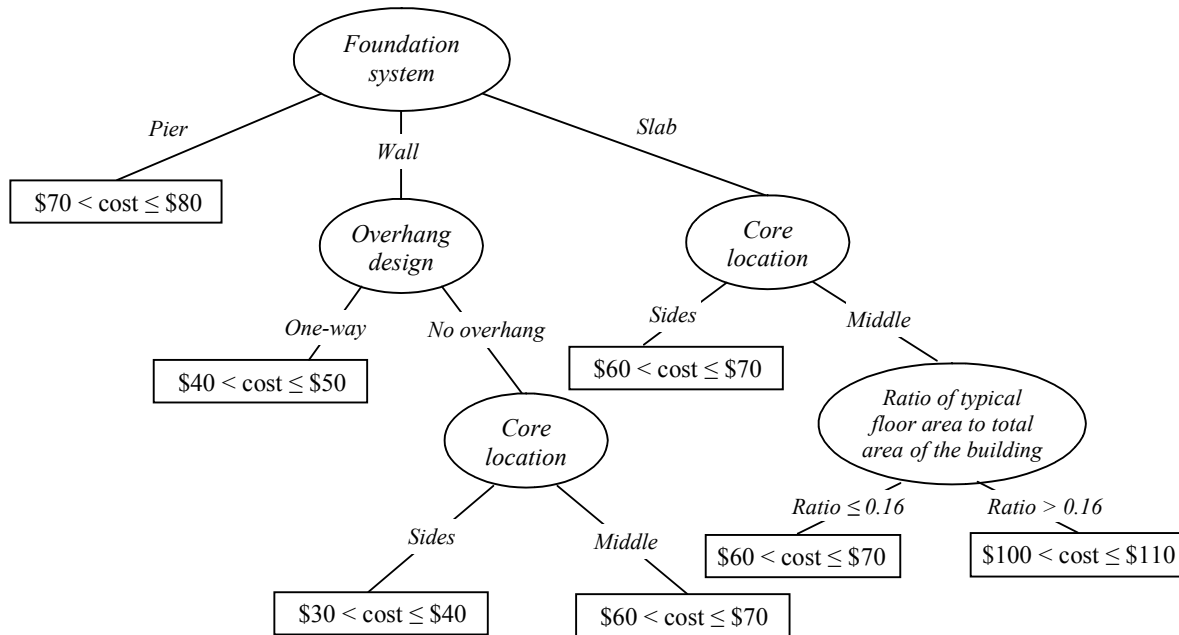 Foundation
system
Pier
Wall
Slab
$70 < cost ≤ $80
Overhang
design
Core
location
One-way
No overhang
Sides
Middle
$40 < cost ≤ $50
$60 < cost ≤ $70
Core
location
Ratio of typical
floor area to total
area of the building
Sides
Middle
Ratio ≤ 0.16
Ratio > 0.16
$30 < cost ≤ $40
$60 < cost ≤ $70
$60 < cost ≤ $70
$100 < cost ≤ $110